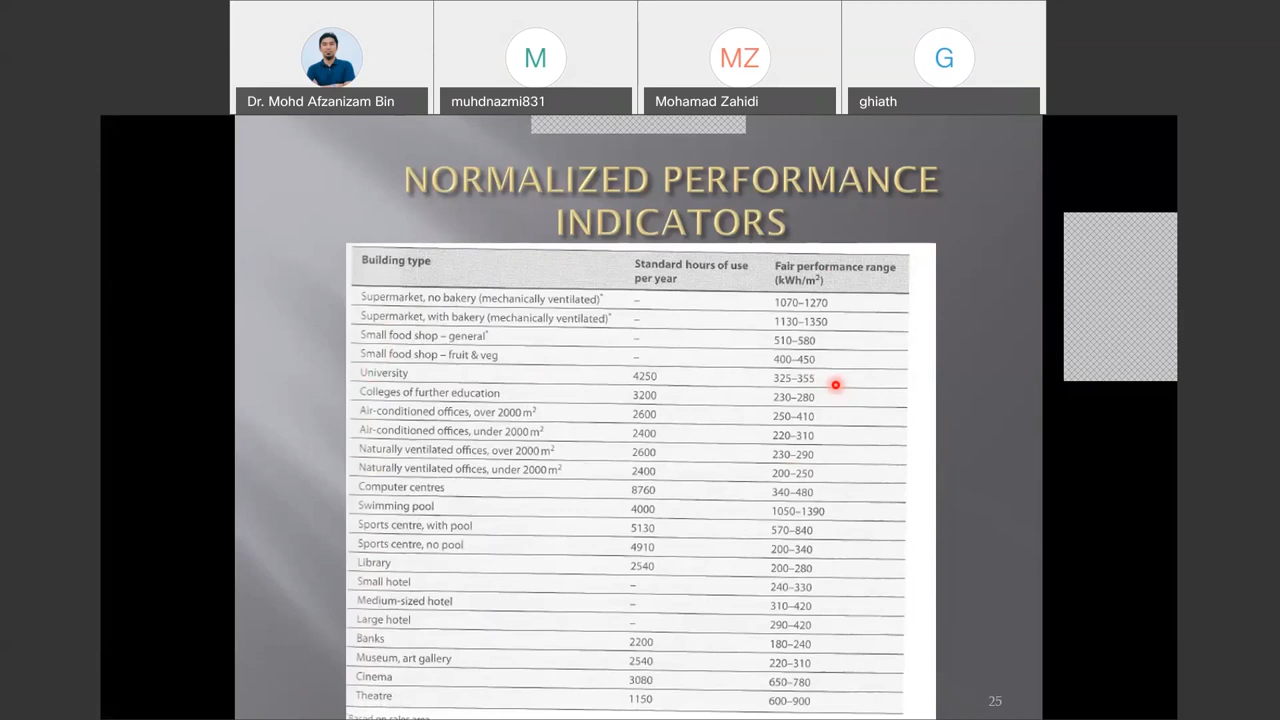 Dr. Mohd Afzanizam Bin
M
muhdnazmi831
MZ
Mohamad Zahidi
G
ghiath
NORMALIZED PERFORMANCE
INDICATORS
Building type Standard hours of use per year Fair performance range (kWh/m²)
Supermarket, no bakery (mechanically ventilated)* – 1070–1270
Supermarket, with bakery (mechanically ventilated)* – 1130–1350
Small food shop – general* – 510–580
Small food shop – fruit & veg – 400–450
University 4250 325–355
Colleges of further education 3200 230–280
Air-conditioned offices, over 2000 m² 2600 250–410
Air-conditioned offices, under 2000 m² 2400 220–310
Naturally ventilated offices, over 2000 m² 2600 230–290
Naturally ventilated offices, under 2000 m² 2400 200–250
Computer centres 8760 340–480
Swimming pool 4000 1050–1390
Sports centre, with pool 5130 570–840
Sports centre, no pool 4910 200–340
Library 2540 200–280
Small hotel – 240–330
Medium-sized hotel – 310–420
Large hotel – 290–420
Banks 2200 180–240
Museum, art gallery 2540 220–310
Cinema 3080 650–780
Theatre 1150 600–900
Based on sales area
25